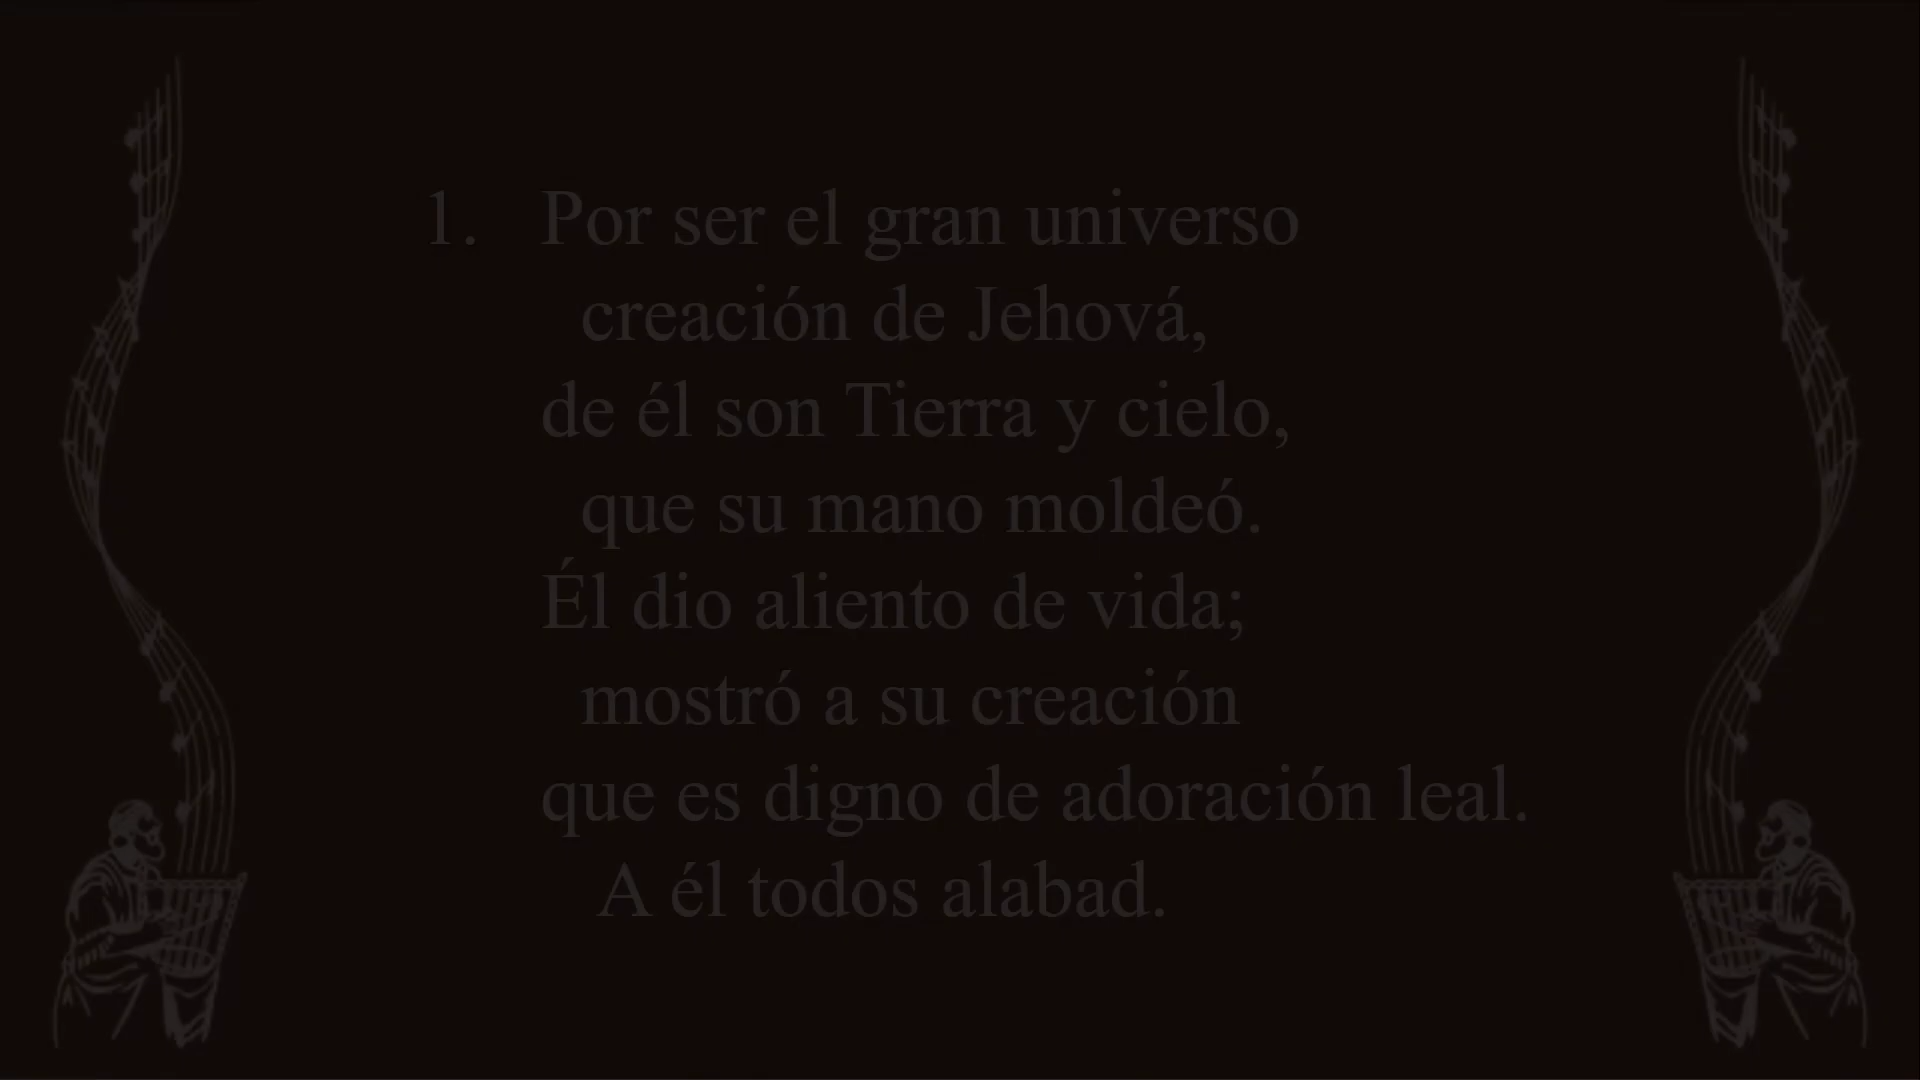 1. Por ser el gran universo
creación de Jehová,
de él son Tierra y cielo,
que su mano moldeó.
Él dio aliento de vida;
mostró a su creación
que es digno de adoración leal.
A él todos alabad.